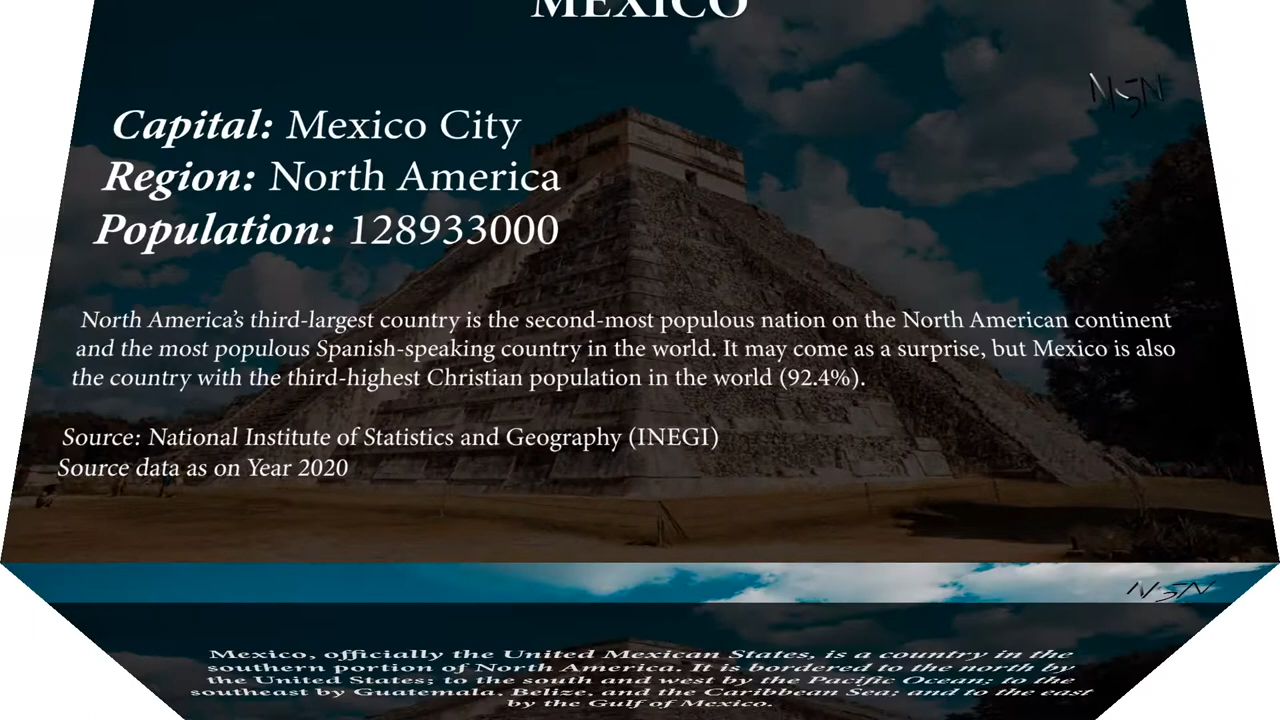 MEXICO
NSN
Capital: Mexico City
Region: North America
Population: 128933000
North America's third-largest country is the second-most populous nation on the North American continent
and the most populous Spanish-speaking country in the world. It may come as a surprise, but Mexico is also
the country with the third-highest Christian population in the world (92.4%).
Source: National Institute of Statistics and Geography (INEGI)
Source data as on Year 2020
NSN
Mexico, officially the United Mexican States, is a country in the
southern portion of North America. It is bordered to the north by
the United States; to the south and west by the Pacific Ocean; to the
southeast by Guatemala, Belize, and the Caribbean Sea; and to the east
by the Gulf of Mexico.